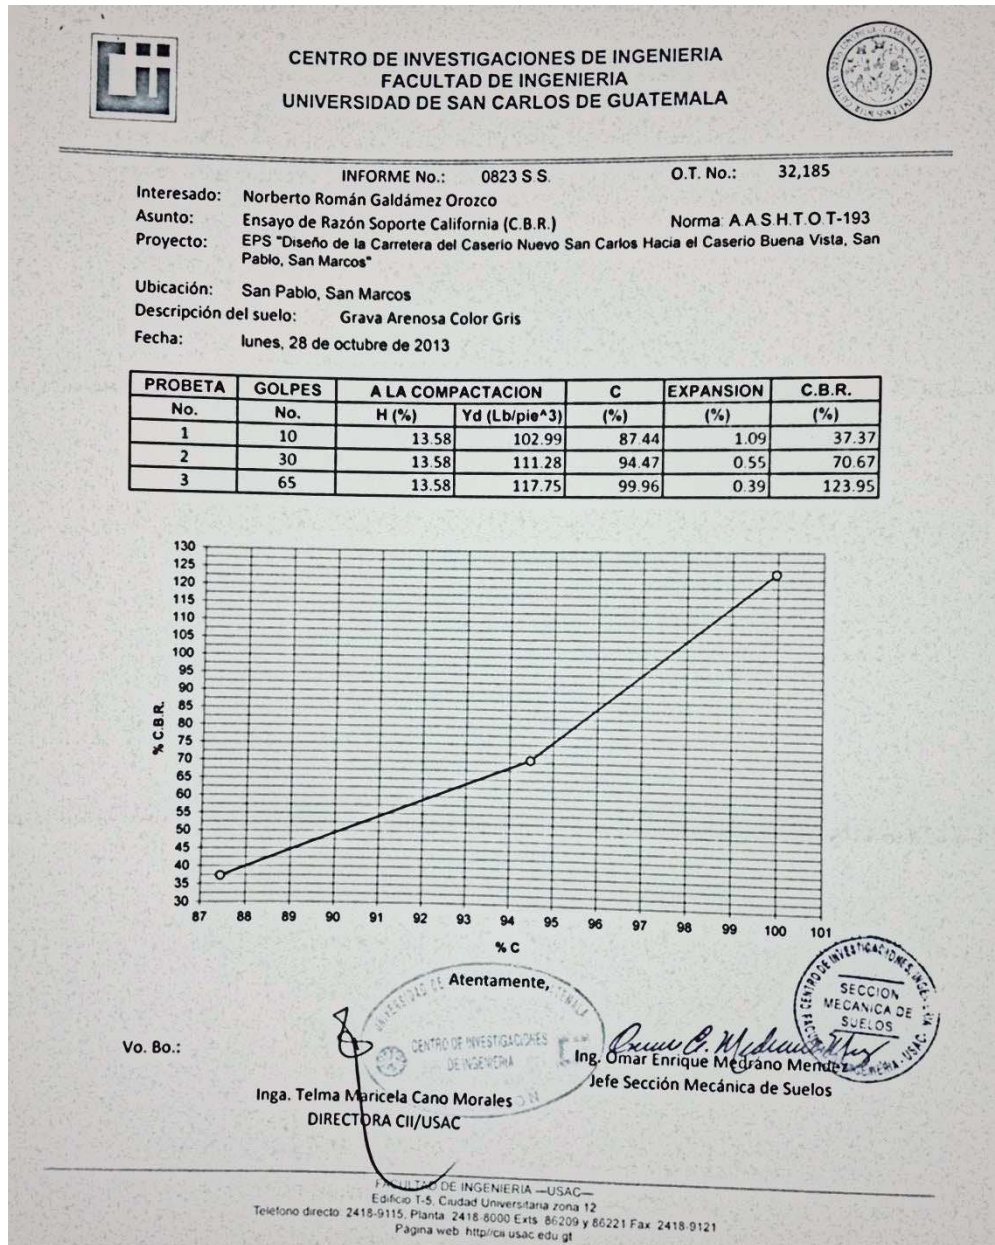 Cii
CENTRO DE INVESTIGACIONES DE INGENIERIA
FACULTAD DE INGENIERIA
UNIVERSIDAD DE SAN CARLOS DE GUATEMALA
INFORME No.: 0823 S S. O.T. No.: 32,185
Interesado: Norberto Román Galdámez Orozco
Asunto: Ensayo de Razón Soporte California (C.B.R.) Norma: A.A.S.H.T.O. T-193
Proyecto: EPS "Diseño de la Carretera del Caserio Nuevo San Carlos Hacia el Caserio Buena Vista, San
Pablo, San Marcos"
Ubicación: San Pablo, San Marcos
Descripción del suelo: Grava Arenosa Color Gris
Fecha: lunes, 28 de octubre de 2013
PROBETA GOLPES A LA COMPACTACION C EXPANSION C.B.R.
No. No. H (%) Yd (Lb/pie^3) (%) (%) (%)
1 10 13.58 102.99 87.44 1.09 37.37
2 30 13.58 111.28 94.47 0.55 70.67
3 65 13.58 117.75 99.96 0.39 123.95
130
125
120
115
110
105
100
95
90
85
80
75
70
65
60
55
50
45
40
35
30
% C.B.R.
87 88 89 90 91 92 93 94 95 96 97 98 99 100 101
% C
Atentamente,
CENTRO DE INVESTIGACIONES
DE INGENIERIA
SECCION
MECANICA DE
SUELOS
Vo. Bo.:
Ing. Omar Enrique Medrano Mendez
Jefe Sección Mecánica de Suelos
Inga. Telma Maricela Cano Morales
DIRECTORA CII/USAC
FACULTAD DE INGENIERIA —USAC—
Edificio T-5, Ciudad Universitaria zona 12
Teléfono directo 2418-9115, Planta 2418-8000 Exts 86209 y 86221 Fax 2418-9121
Página web http//cii.usac.edu.gt